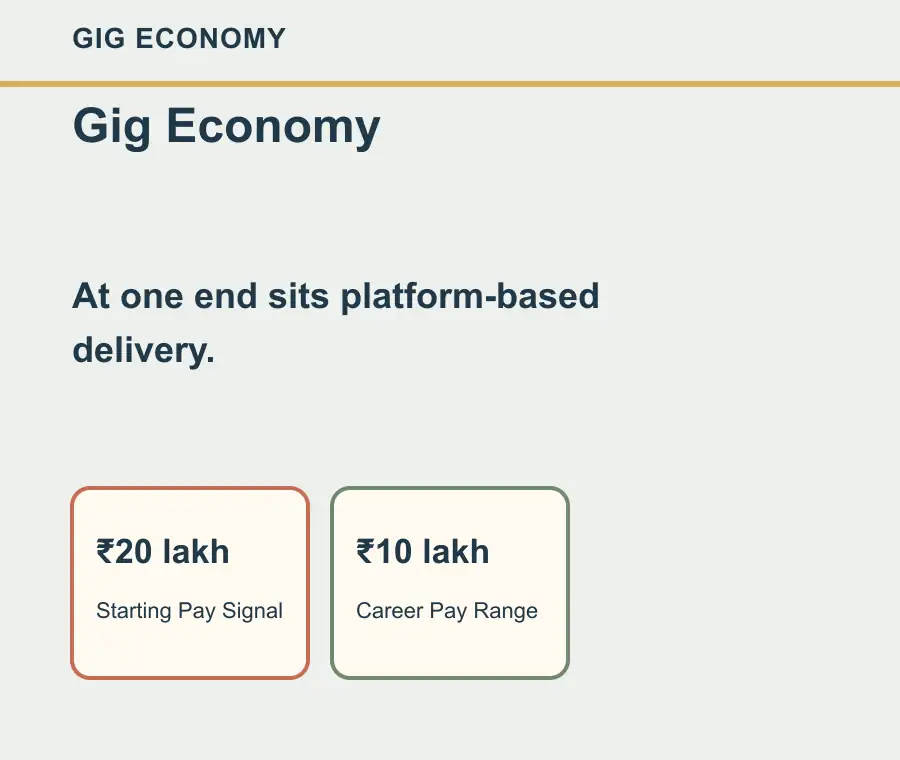 GIG ECONOMY
Gig Economy
At one end sits platform-based
delivery.
₹20 lakh
Starting Pay Signal
₹10 lakh
Career Pay Range